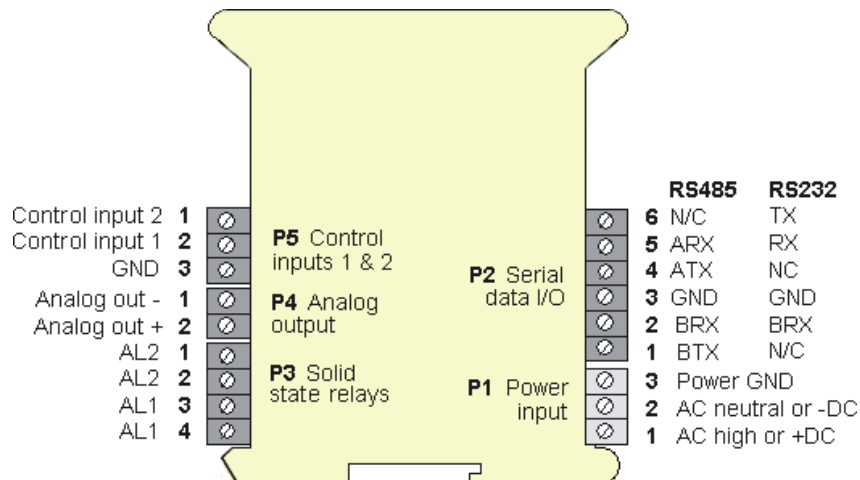 Control input 2 1
Control input 1 2
GND 3
Analog out - 1
Analog out + 2
AL2 1
AL2 2
AL1 3
AL1 4
P5 Control
inputs 1 & 2
P4 Analog
output
P3 Solid
state relays
P2 Serial
data I/O
P1 Power
input
RS485 RS232
6 N/C TX
5 ARX RX
4 ATX NC
3 GND GND
2 BRX BRX
1 BTX N/C
3 Power GND
2 AC neutral or -DC
1 AC high or +DC